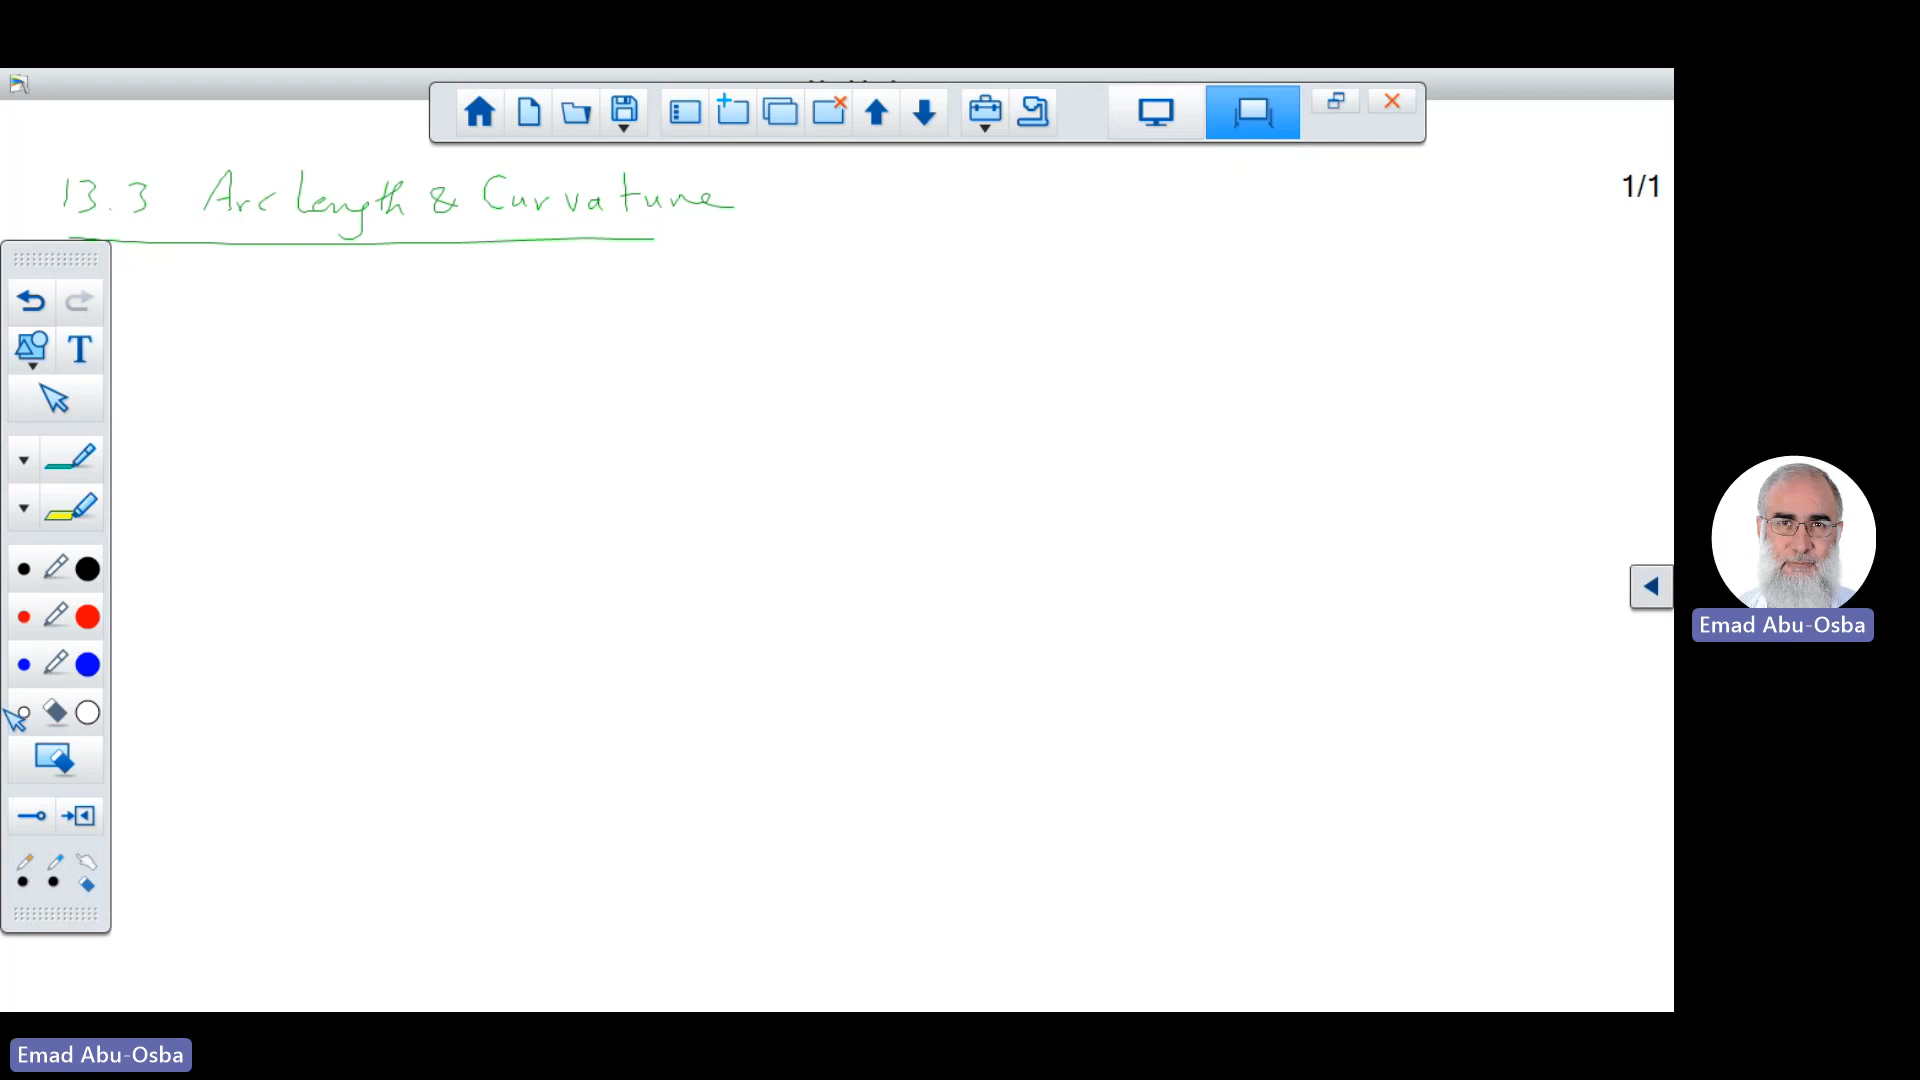 13.3 Arc Length & Curvature
1/1
T
Emad Abu-Osba
Emad Abu-Osba